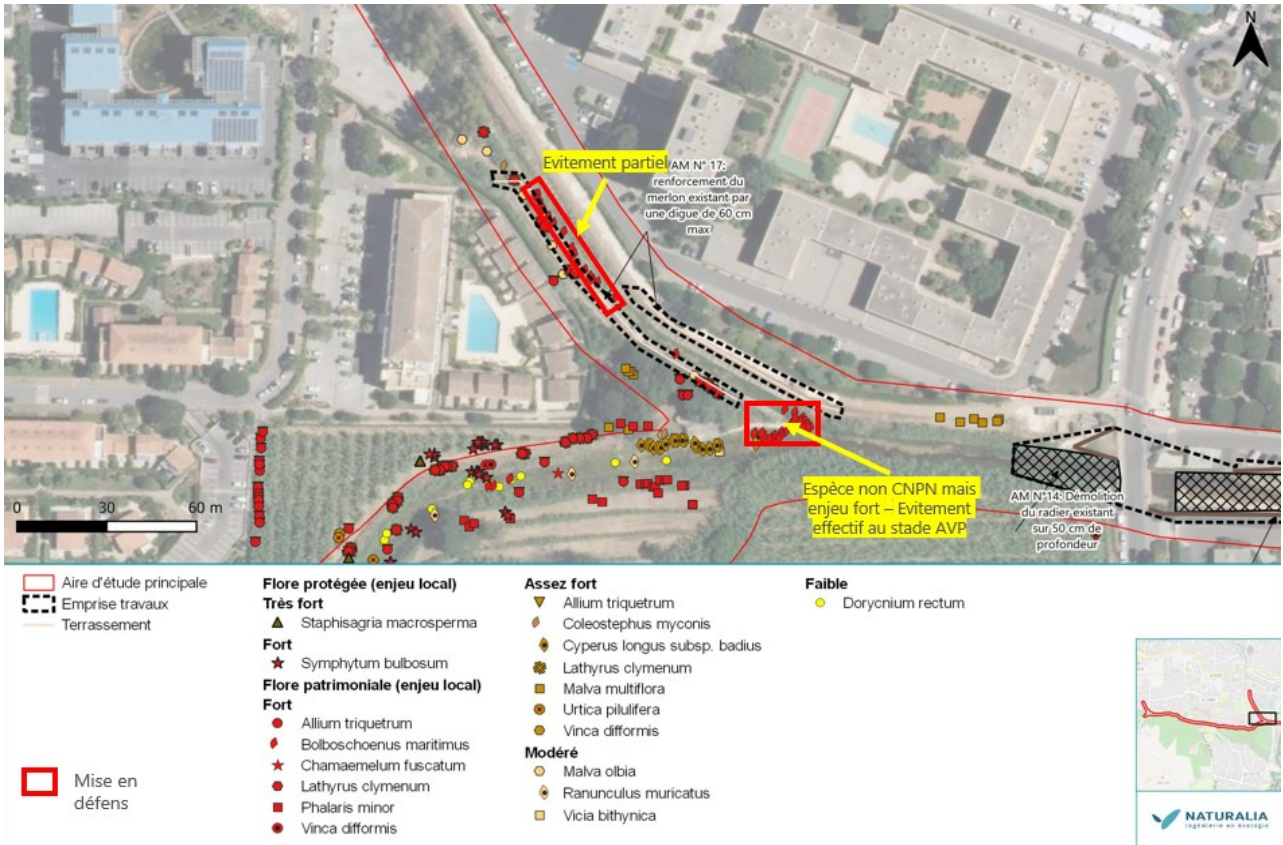 N
Evitement partiel
AM N° 17:
renforcement du
merlon existant par
une digue de 60 cm
max
Espèce non CNPN mais
enjeu fort – Evitement
effectif au stade AVP
AM N°14: Démolition
du radier existant
sur 50 cm de
profondeur
0 30 60 m
Aire d'étude principale
Emprise travaux
Terrassement
Mise en
défens
Flore protégée (enjeu local)
Très fort
Staphisagria macrosperma
Fort
Symphytum bulbosum
Flore patrimoniale (enjeu local)
Fort
Allium triquetrum
Bolboschoenus maritimus
Chamaemelum fuscatum
Lathyrus clymenum
Phalaris minor
Vinca difformis
Assez fort
Allium triquetrum
Coleostephus myconis
Cyperus longus subsp. badius
Lathyrus clymenum
Malva multiflora
Urtica pilulifera
Vinca difformis
Modéré
Malva olbia
Ranunculus muricatus
Vicia bithynica
Faible
Dorycnium rectum
NATURALIA
ingénierie en écologie